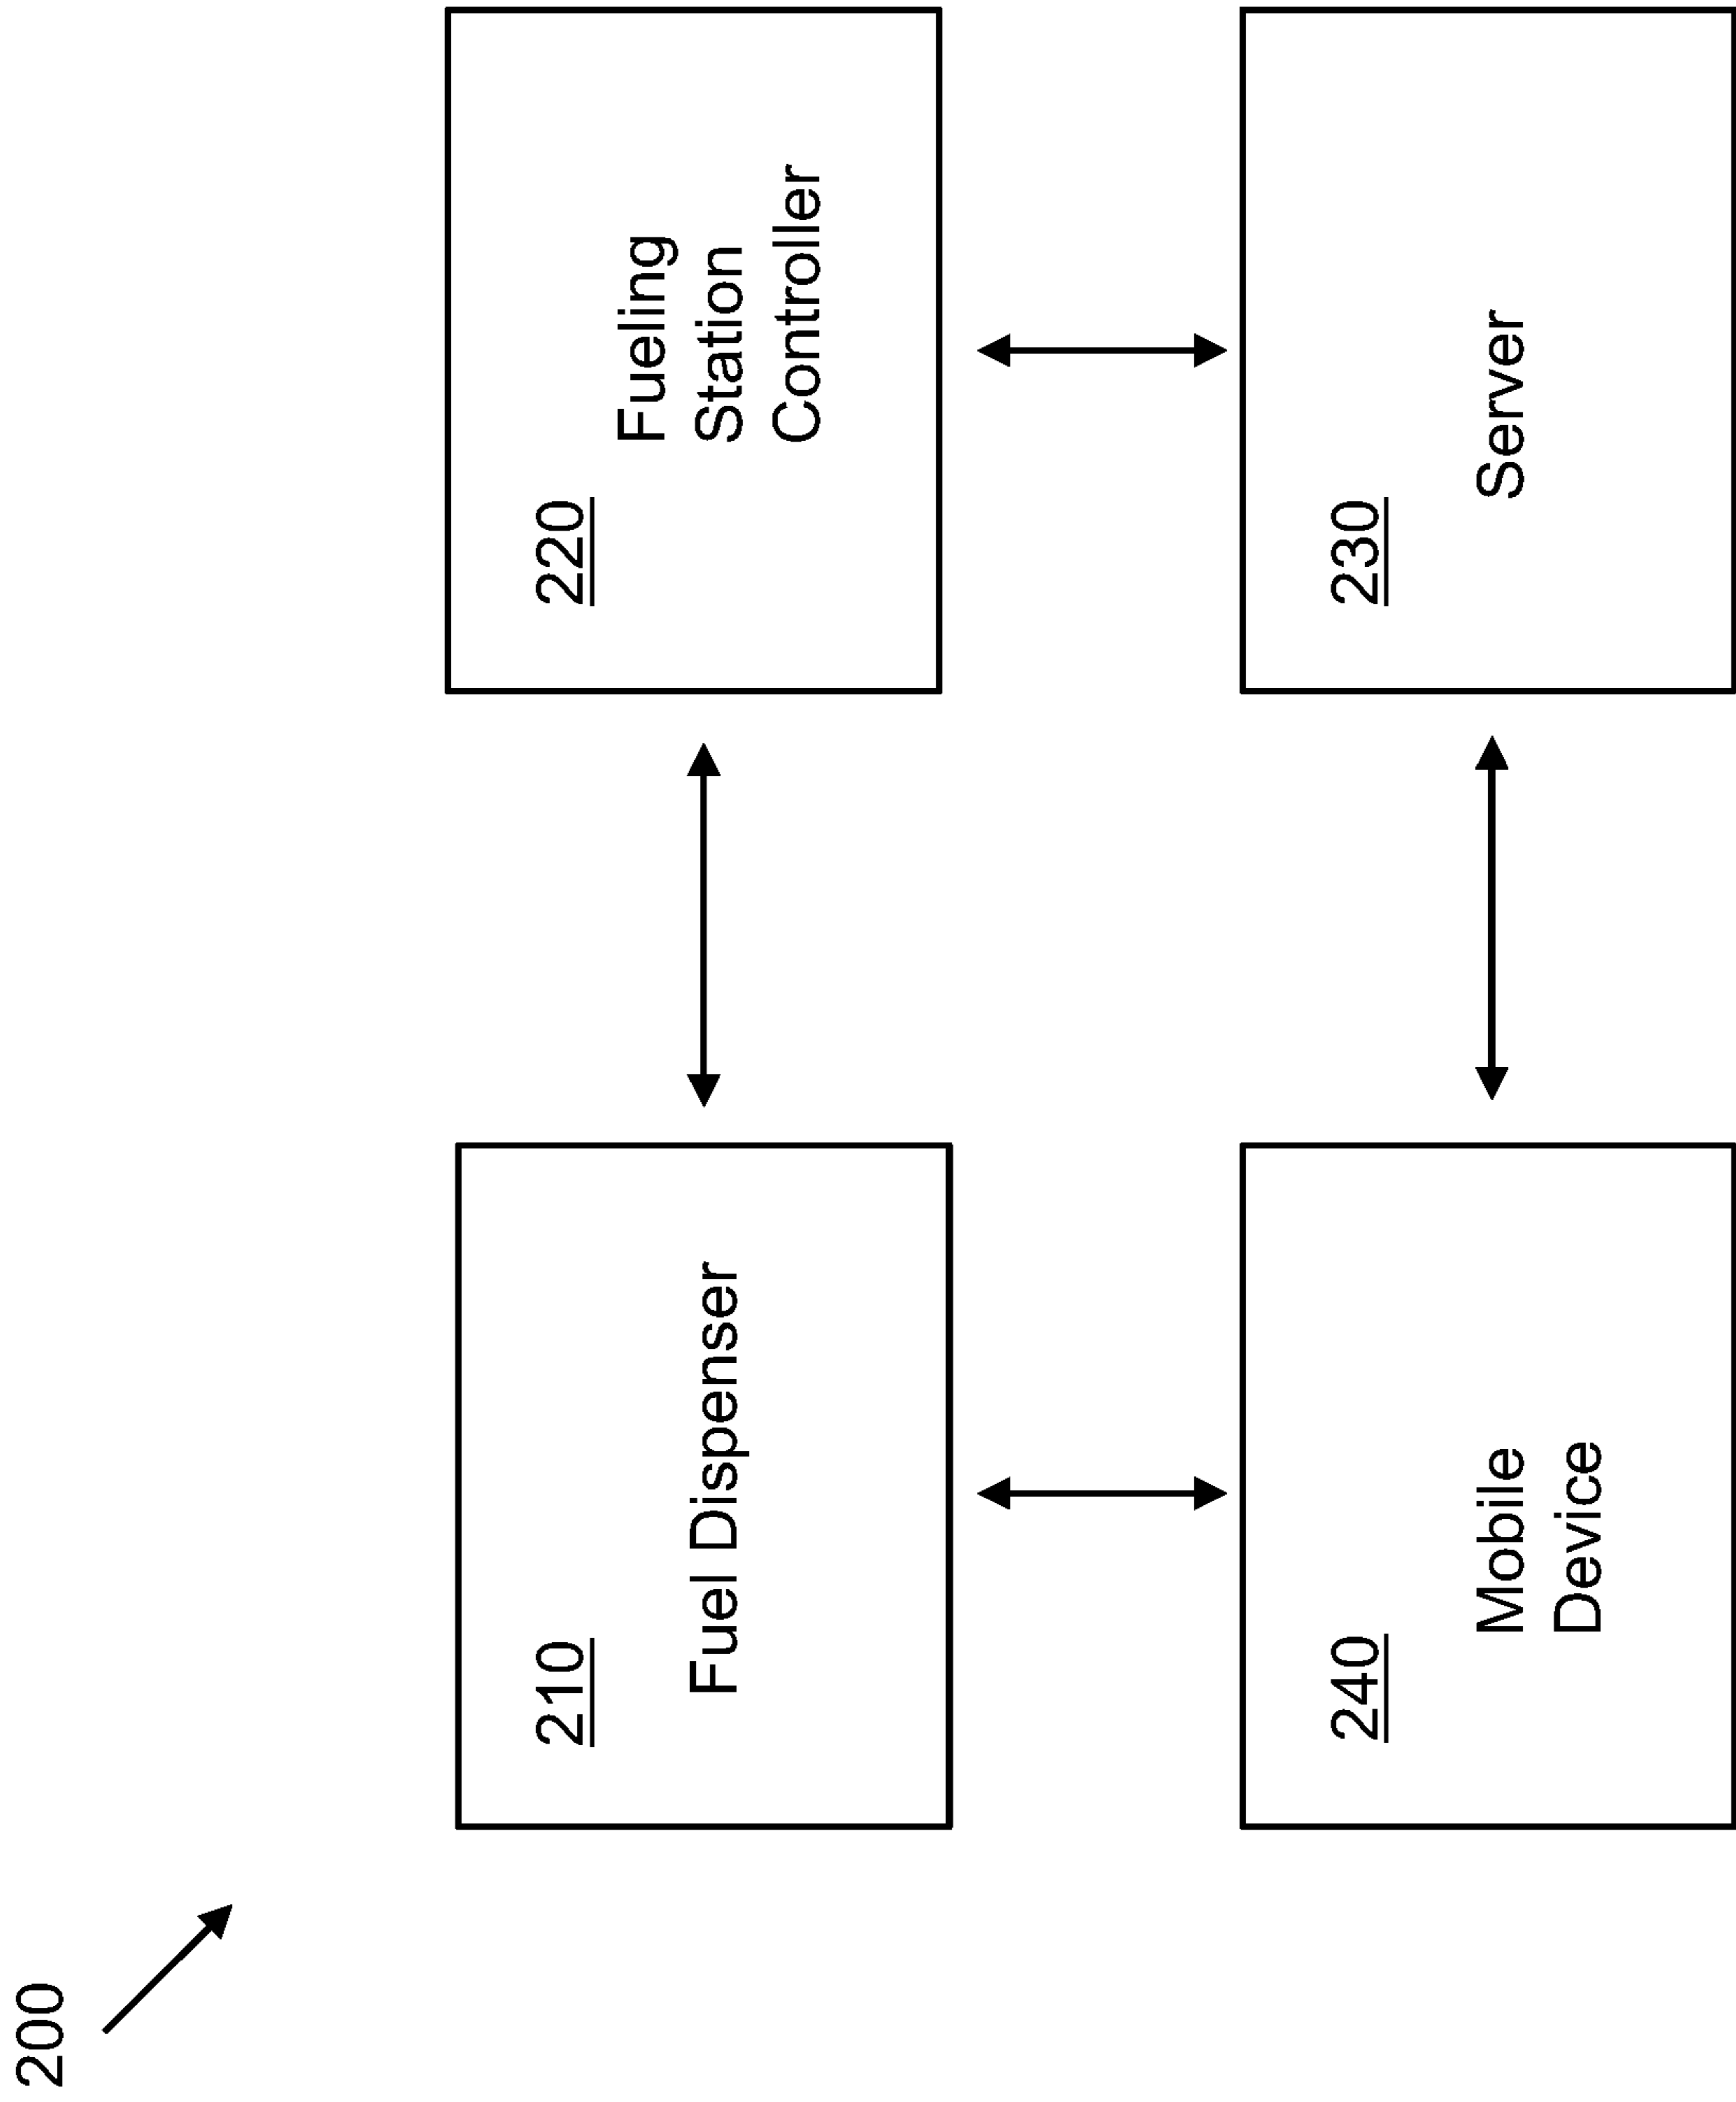 200
210
Fuel Dispenser
220
Fueling
Station
Controller
240
Mobile
Device
230
Server